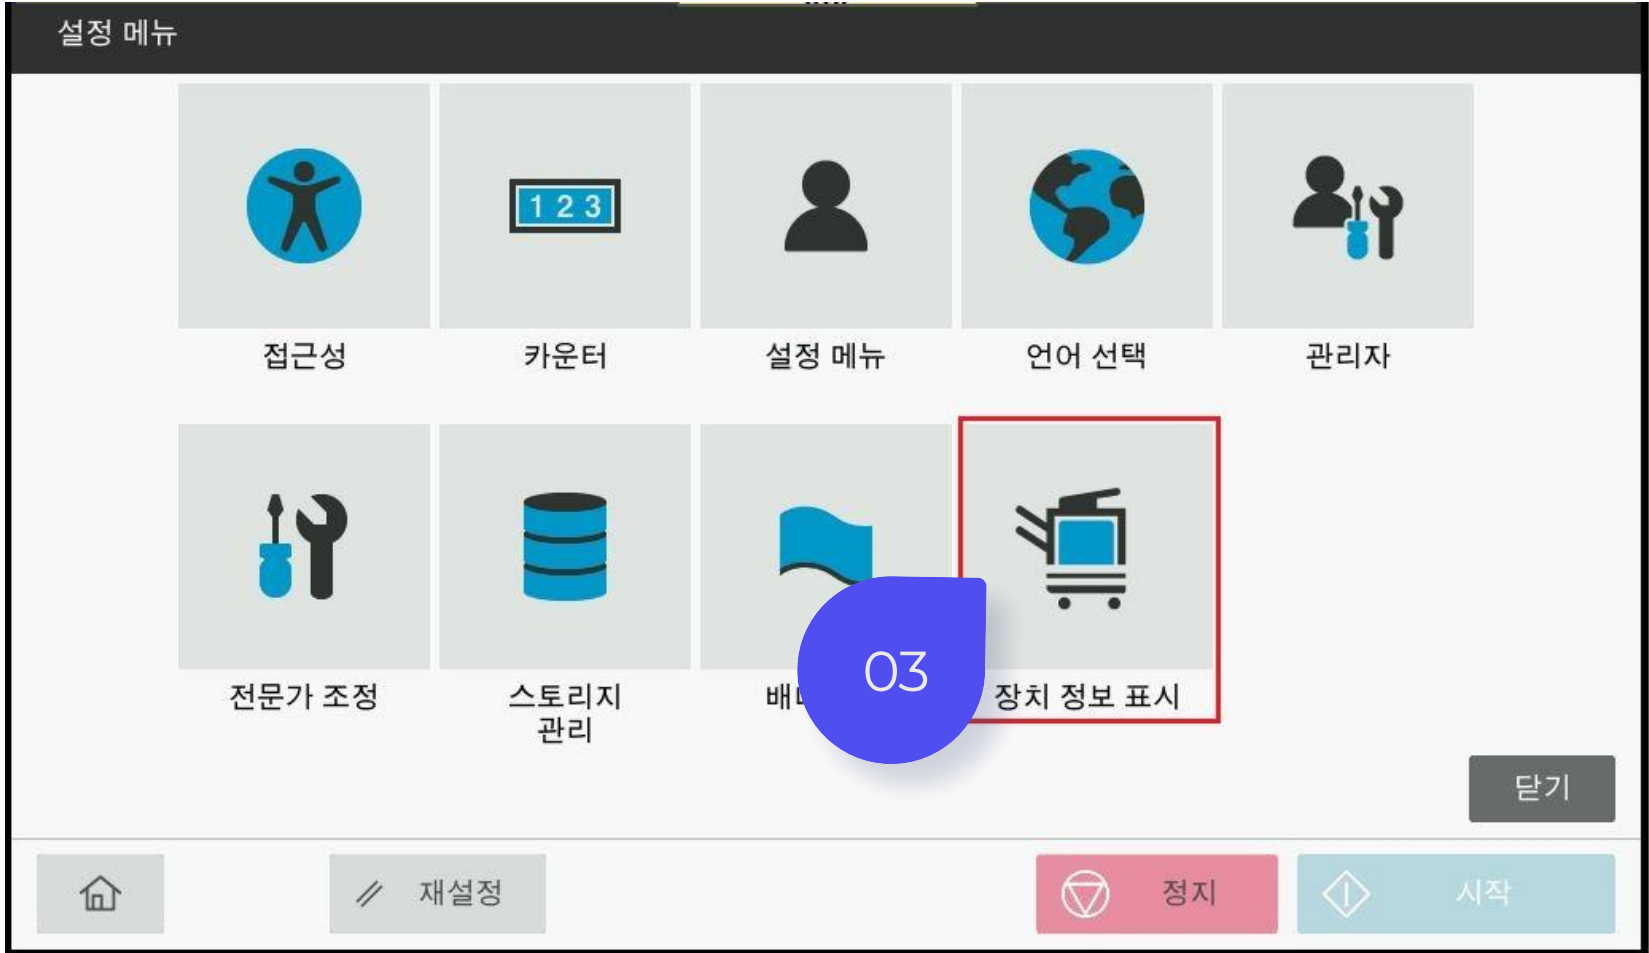 설정 메뉴
1 2 3
접근성
카운터
설정 메뉴
언어 선택
관리자
03
전문가 조정
스토리지
관리
장치 정보 표시
닫기
재설정
정지
시작